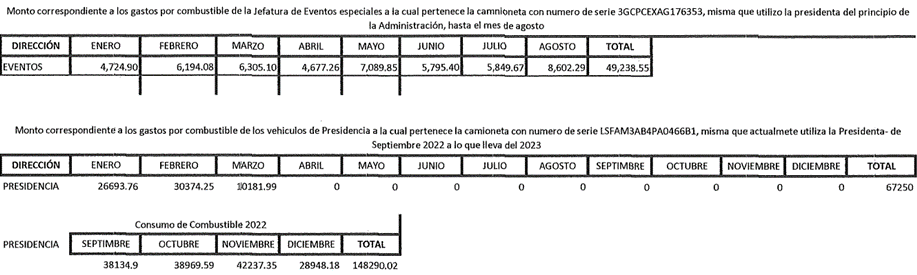 Monto correspondiente a los gastos por combustible de la Jefatura de Eventos especiales a la cual pertenece la camnioneta con numero de serie 3GCPCEXAG176353, misma que utilizo la presidenta del principio de
la Administración, hasta el mes de agosto
DIRECCIÓN ENERO FEBRERO MARZO ABRIL MAYO JUNIO JULIO AGOSTO TOTAL
EVENTOS 4,724.90 6,194.08 6,305.10 4,677.26 7,089.85 5,795.40 5,849.67 8,602.29 49,238.55
Monto correspondiente a los gastos por combustible de los vehiculos de Presidencia a la cual pertenece la camioneta con numero de serie LSFAM3AB4PA0466B1, misma que actualmete utiliza la Presidenta- de
Septiembre 2022 a lo que lleva del 2023
DIRECCIÓN ENERO FEBRERO MARZO ABRIL MAYO JUNIO JULIO AGOSTO SEPTIEMBRE OCTUBRE NOVIEMBRE DICIEMBRE TOTAL
PRESIDENCIA 26693.76 30374.25 10181.99 0 0 0 0 0 0 0 0 0 67250
Consumo de Combustible 2022
PRESIDENCIA SEPTIMBRE OCTUBRE NOVIEMBRE DICIEMBRE TOTAL
38134.9 38969.59 42237.35 28948.18 148290.02